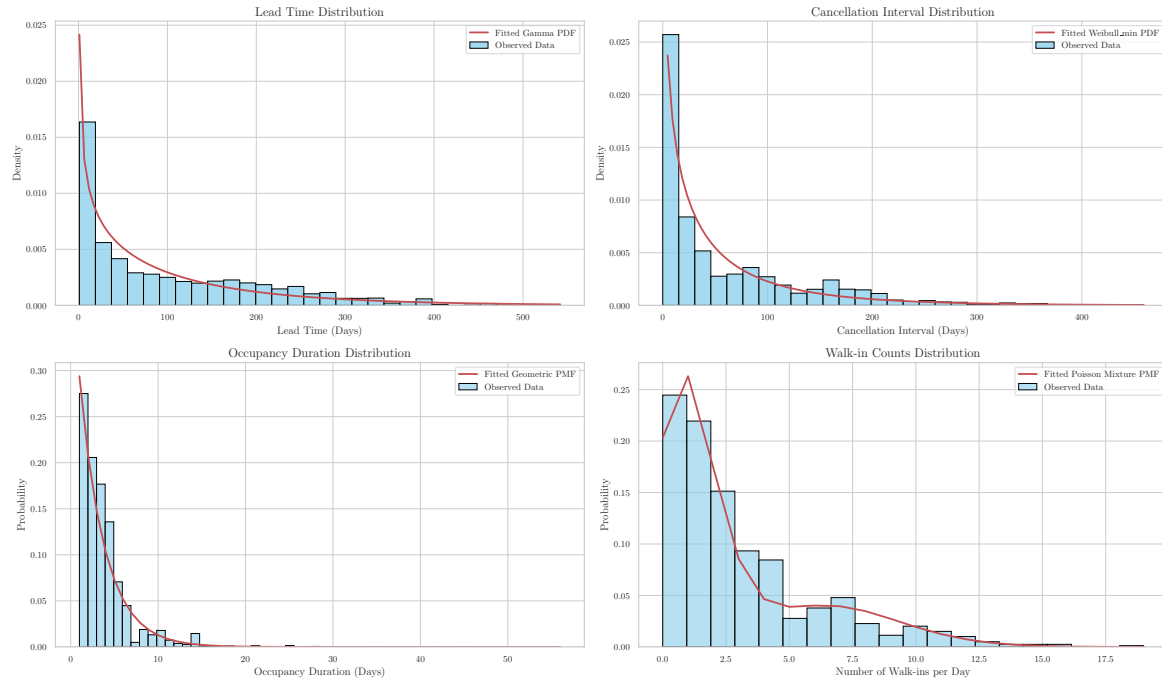 Lead Time Distribution
Fitted Gamma PDF
Observed Data
0.025
0.020
0.015
0.010
0.005
0.000
Density
0
100
200
300
400
500
Lead Time (Days)
Cancellation Interval Distribution
Fitted Weibull_min PDF
Observed Data
0.025
0.020
0.015
0.010
0.005
0.000
Density
0
100
200
300
400
Cancellation Interval (Days)
Occupancy Duration Distribution
Fitted Geometric PMF
Observed Data
0.30
0.25
0.20
0.15
0.10
0.05
0.00
Probability
0
10
20
30
40
50
Occupancy Duration (Days)
Walk-in Counts Distribution
Fitted Poisson Mixture PMF
Observed Data
0.25
0.20
0.15
0.10
0.05
0.00
Probability
0.0
2.5
5.0
7.5
10.0
12.5
15.0
17.5
Number of Walk-ins per Day